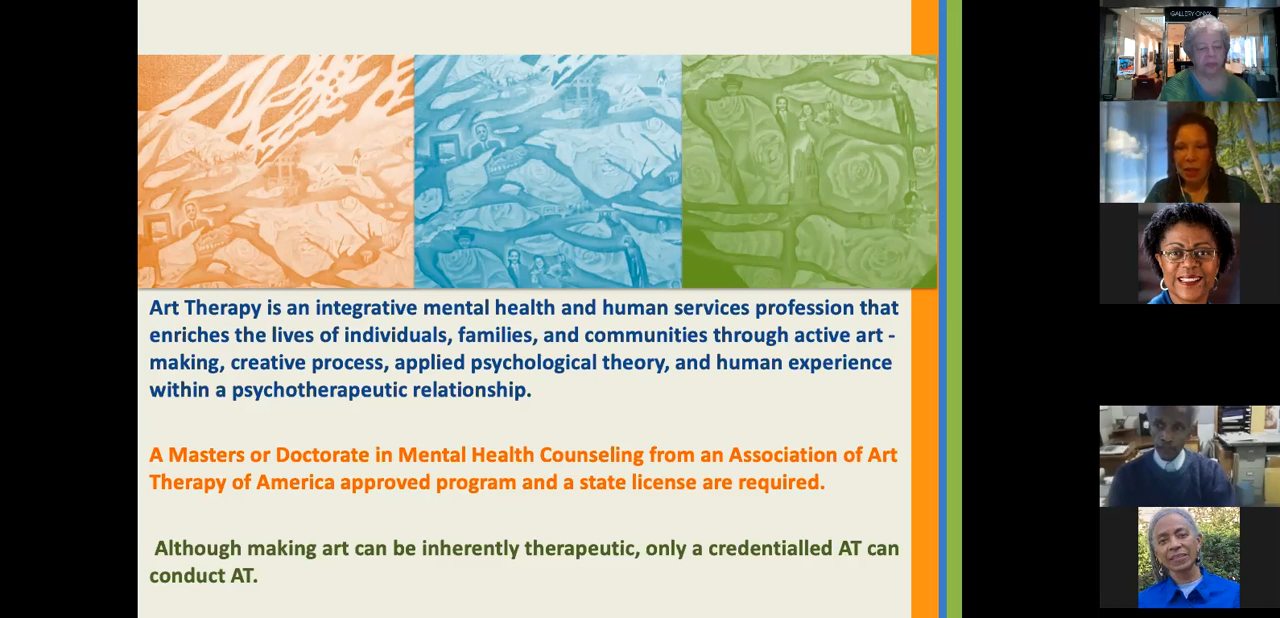 GALLERY ONYX
Art Therapy is an integrative mental health and human services profession that
enriches the lives of individuals, families, and communities through active art -
making, creative process, applied psychological theory, and human experience
within a psychotherapeutic relationship.
A Masters or Doctorate in Mental Health Counseling from an Association of Art
Therapy of America approved program and a state license are required.
Although making art can be inherently therapeutic, only a credentialled AT can
conduct AT.